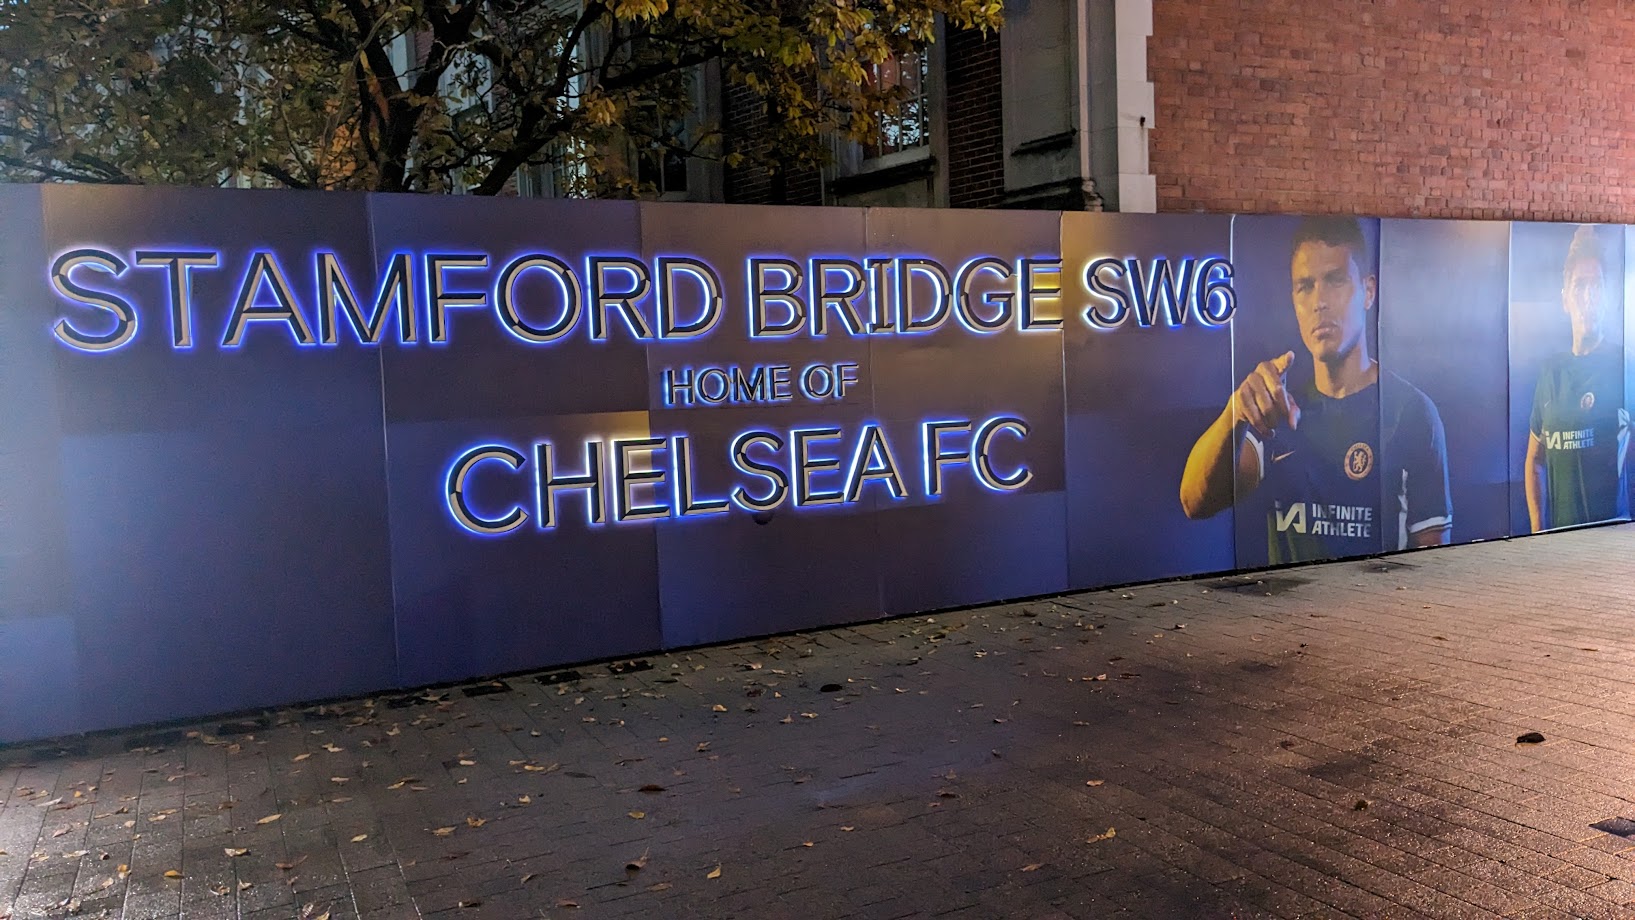 STAMFORD BRIDGE SW6
HOME OF
CHELSEA FC
INFINITE
ATHLETE
INFINITE
ATHLETE